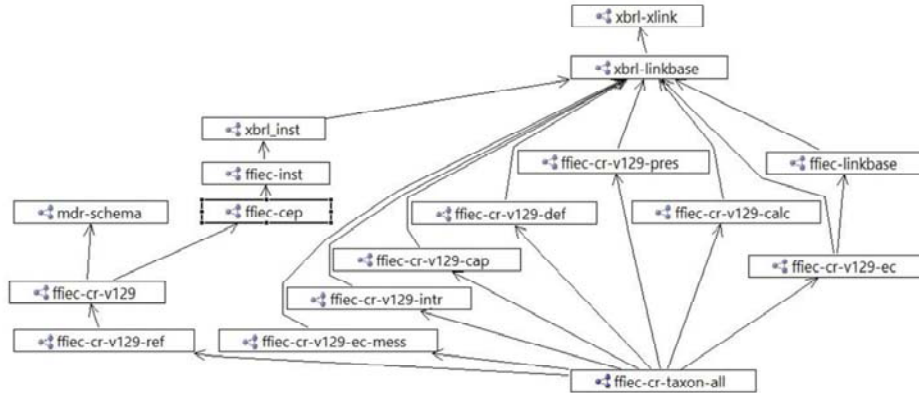 xbrl-xlink
xbrl-linkbase
xbrl_inst
ffiec-cr-v129-pres
ffiec-linkbase
ffiec-inst
mdr-schema
ffiec-cep
ffiec-cr-v129-def
ffiec-cr-v129-calc
ffiec-cr-v129-cap
ffiec-cr-v129-ec
ffiec-cr-v129
ffiec-cr-v129-intr
ffiec-cr-v129-ref
ffiec-cr-v129-ec-mess
ffiec-cr-taxon-all